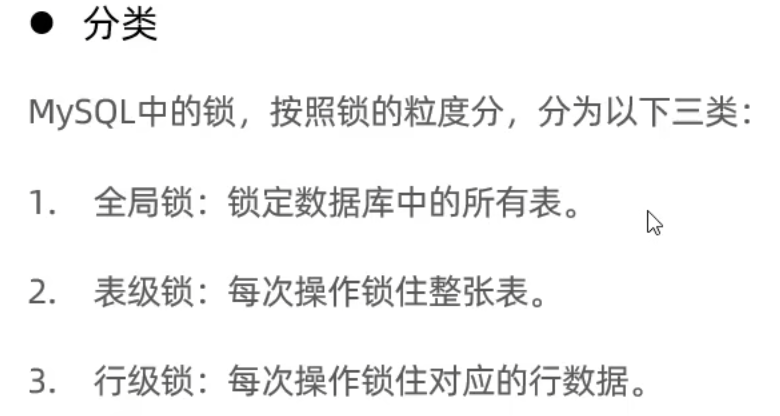 ● 分类
MySQL中的锁，按照锁的粒度分，分为以下三类：
1. 全局锁：锁定数据库中的所有表。
2. 表级锁：每次操作锁住整张表。
3. 行级锁：每次操作锁住对应的行数据。